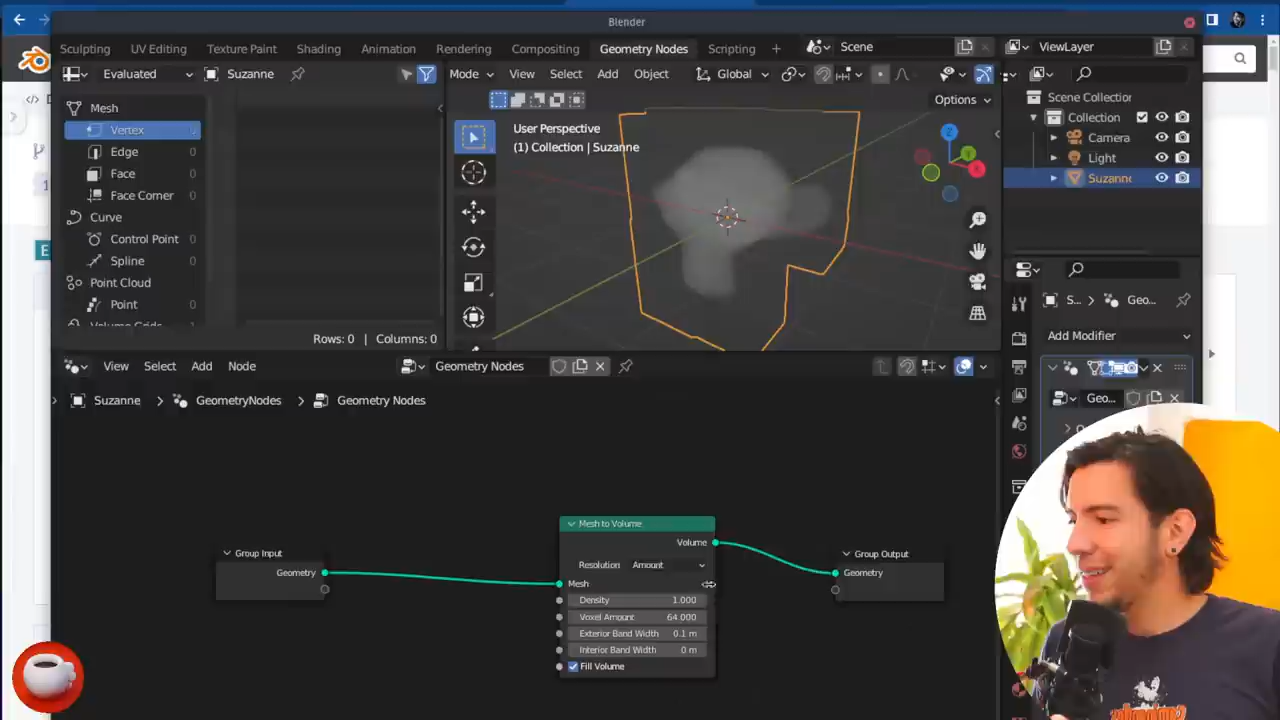 Blender
Sculpting UV Editing Texture Paint Shading Animation Rendering Compositing Geometry Nodes Scripting + Scene ViewLayer
Evaluated Suzanne Mode View Select Add Object Global
Options
Mesh
Vertex
Edge
Face
Face Corner 0
Curve
Control Point 0
Spline 0
Point Cloud
Point 0
Rows: 0 | Columns: 0
User Perspective
(1) Collection | Suzanne
Z
Y
X
Scene Collection
Collection
Camera
Light
Suzanne
S... > Geo...
Add Modifier
Geo...
View Select Add Node Geometry Nodes
Suzanne > GeometryNodes > Geometry Nodes
Group Input
Geometry
Mesh to Volume
Volume
Resolution Amount
Mesh
Density 1.000
Voxel Amount 64.000
Exterior Band Width 0.1 m
Interior Band Width 0 m
Fill Volume
Group Output
Geometry